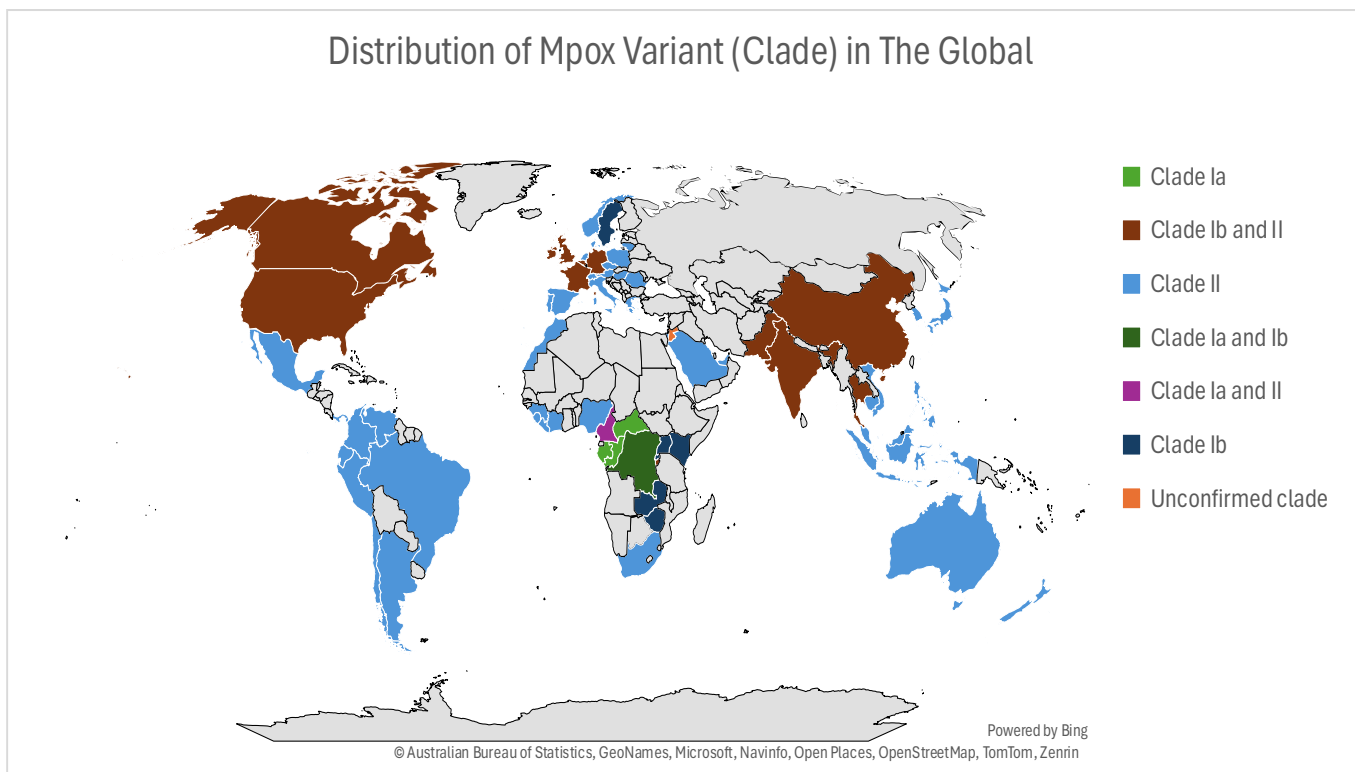 Distribution of Mpox Variant (Clade) in The Global
Clade Ia
Clade Ib and II
Clade II
Clade Ia and Ib
Clade Ia and II
Clade Ib
Unconfirmed clade
Powered by Bing
© Australian Bureau of Statistics, GeoNames, Microsoft, Navinfo, Open Places, OpenStreetMap, TomTom, Zenrin